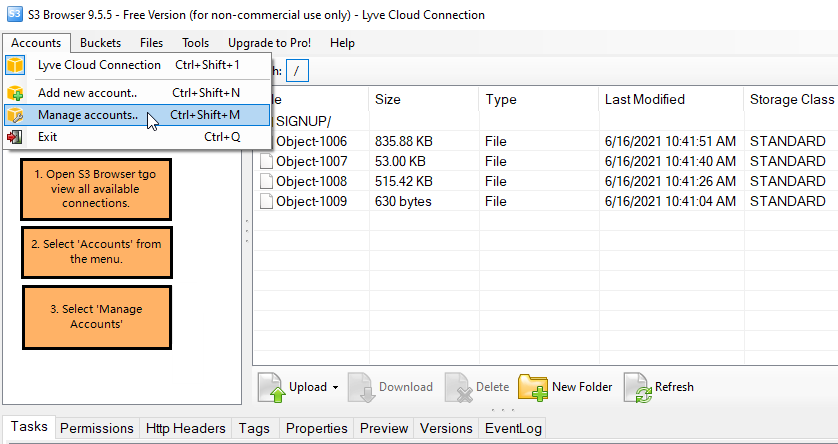 S3 S3 Browser 9.5.5 - Free Version (for non-commercial use only) - Lyve Cloud Connection
Accounts Buckets Files Tools Upgrade to Pro! Help
Lyve Cloud Connection Ctrl+Shift+1
Add new account.. Ctrl+Shift+N
Manage accounts.. Ctrl+Shift+M
Exit Ctrl+Q
/
Size Type Last Modified Storage Class
SIGNUP/
Object-1006 835.88 KB File 6/16/2021 10:41:51 AM STANDARD
Object-1007 53.00 KB File 6/16/2021 10:41:40 AM STANDARD
Object-1008 515.42 KB File 6/16/2021 10:41:26 AM STANDARD
Object-1009 630 bytes File 6/16/2021 10:41:04 AM STANDARD
1. Open S3 Browser tgo
view all available
connections.
2. Select 'Accounts' from
the menu.
3. Select 'Manage
Accounts'
Upload Download Delete New Folder Refresh
Tasks Permissions Http Headers Tags Properties Preview Versions EventLog